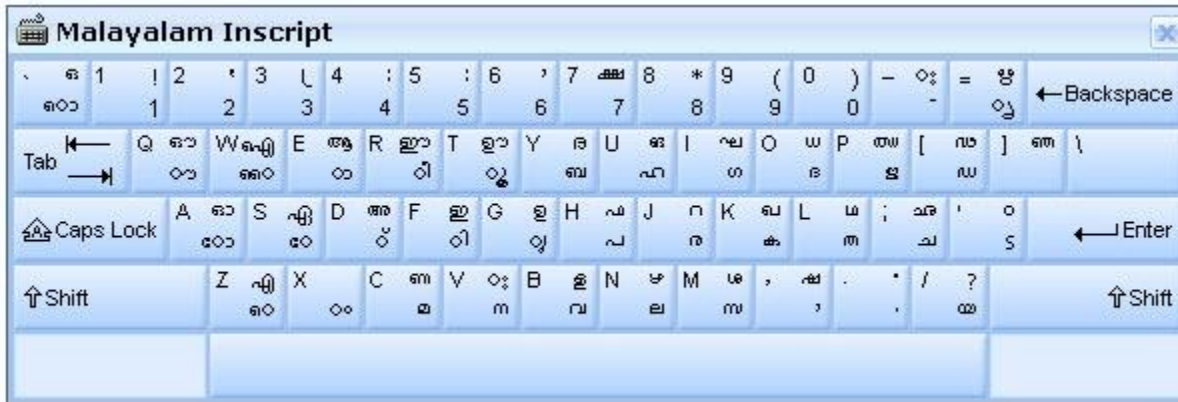 Malayalam Inscript
` ഒ 1 ! 2 ‘ 3 ( 4 : 5 : 6 ’ 7 ക്ഷ 8 * 9 ( 0 ) – ഃ = ഋ ←Backspace
ൊ 1 2 3 4 5 6 7 8 9 0 - ൃ
Tab Q ഔ W ഐ E ആ R ഈ T ഊ Y ഭ U ങ I ഘ O ധ P ഝ [ ഢ ] ഞ \
ൗ ൈ ാ ീ ൂ ബ ഹ ഗ ദ ജ ഡ
Caps Lock A ഓ S ഏ D അ F ഇ G ഉ H ഫ J റ K ഖ L ഥ ; ഛ ' ഠ Enter
ോ േ ് ി ു പ ര ക ത ച ട
Shift Z എ X C ണ V ഃ B ള N ഴ M ശ , ഷ . / ? Shift
െ ം മ ന വ ല സ , . യ